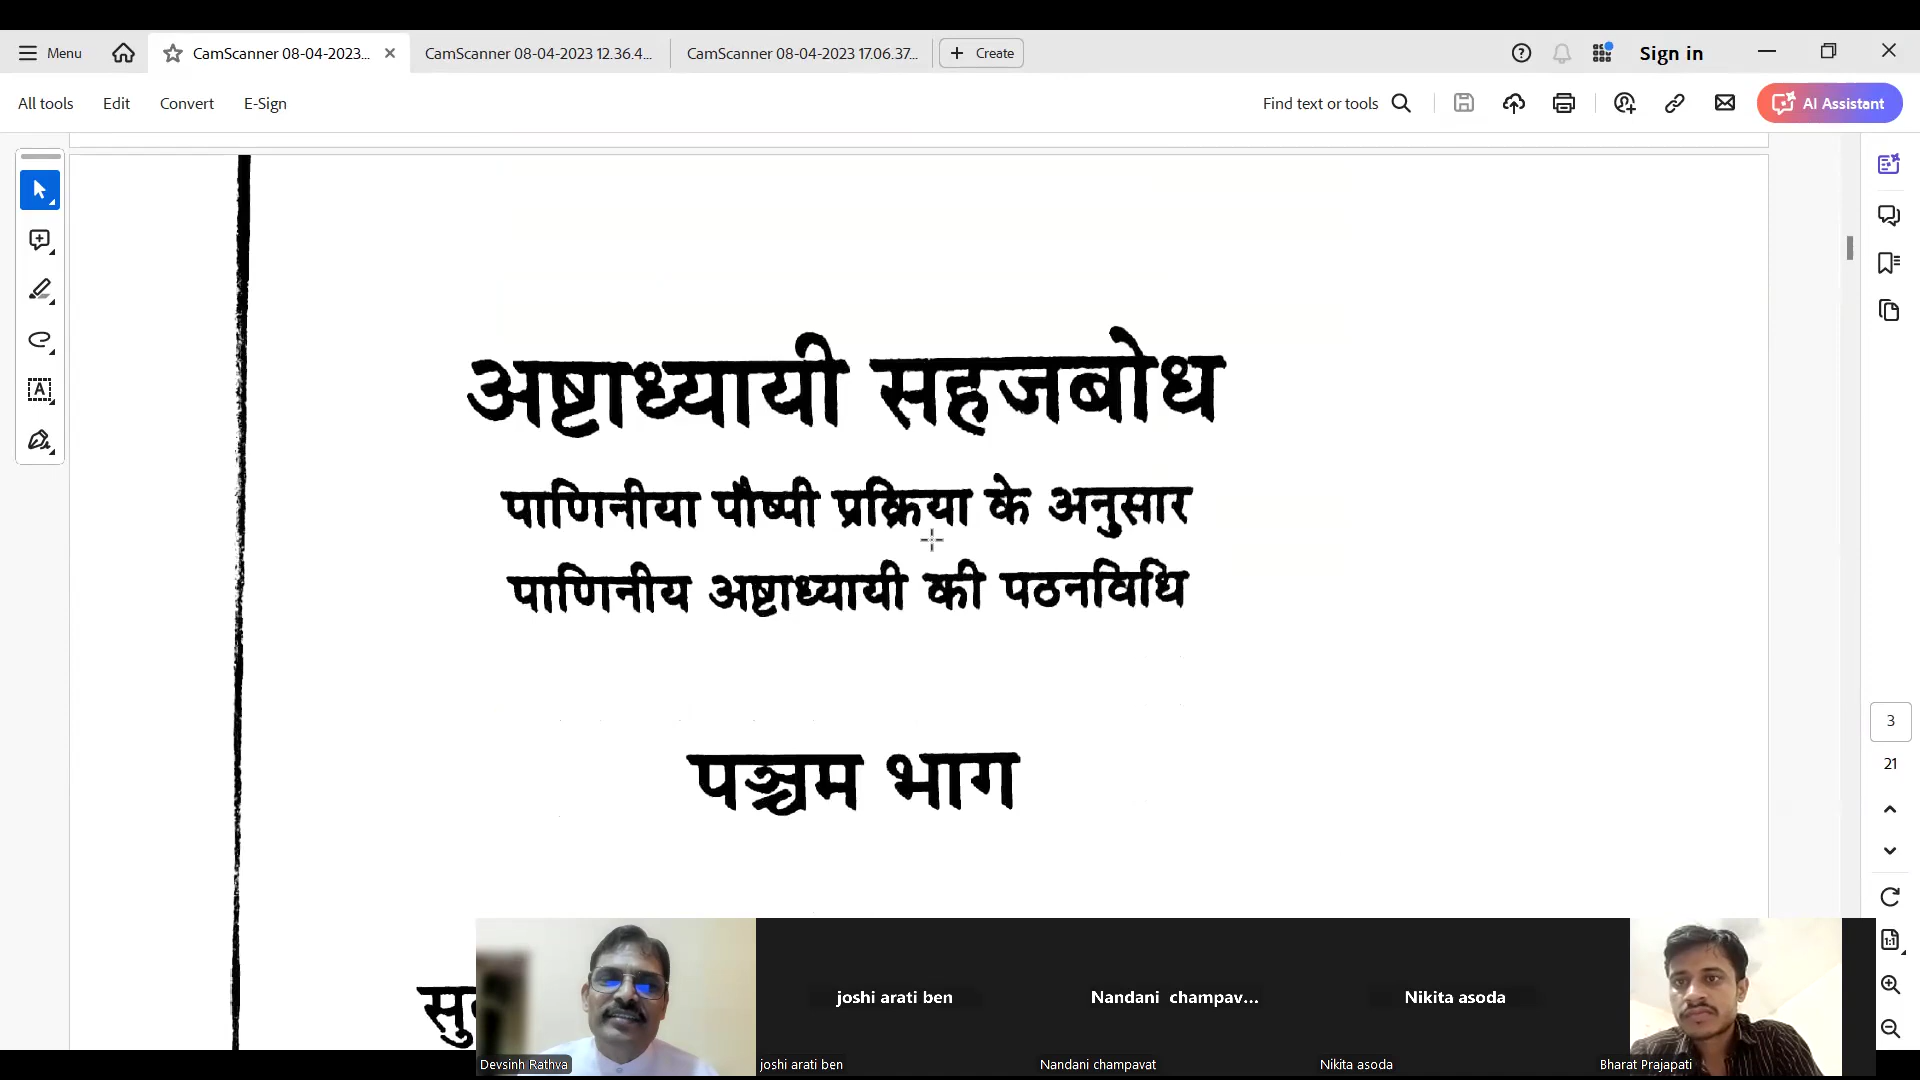 Menu
CamScanner 08-04-2023...
CamScanner 08-04-2023 12.36.4...
CamScanner 08-04-2023 17.06.37...
Create
Sign in
All tools
Edit
Convert
E-Sign
Find text or tools
AI Assistant
अष्टाध्यायी सहजबोध
पाणिनीया पौष्पी प्रक्रिया के अनुसार
पाणिनीय अष्टाध्यायी की पठनविधि
पञ्चम भाग
3
21
joshi arati ben
Nandani champav...
Nikita asoda
Devsinh Rathva
joshi arati ben
Nandani champavat
Nikita asoda
Bharat Prajapati